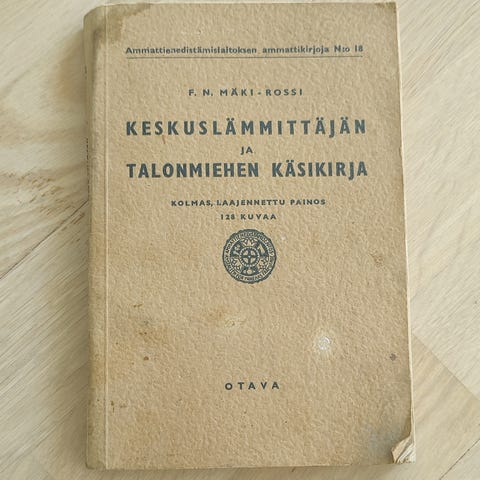 Ammattienedistämislaitoksen ammattikirjoja N:o 18
F. N. MÄKI-ROSSI
KESKUSLÄMMITTÄJÄN
JA
TALONMIEHEN KÄSIKIRJA
KOLMAS, LAAJENNETTU PAINOS
128 KUVAA
OTAVA